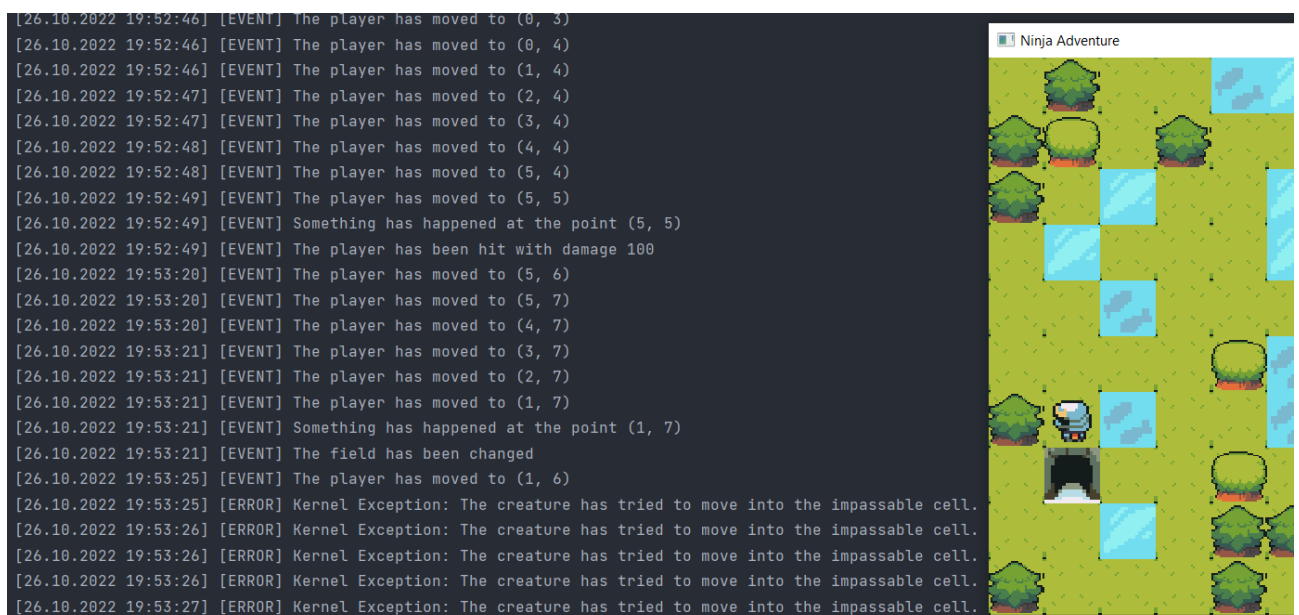 [26.10.2022 19:52:46] [EVENT] The player has moved to (0, 3)
[26.10.2022 19:52:46] [EVENT] The player has moved to (0, 4)
[26.10.2022 19:52:46] [EVENT] The player has moved to (1, 4)
[26.10.2022 19:52:47] [EVENT] The player has moved to (2, 4)
[26.10.2022 19:52:47] [EVENT] The player has moved to (3, 4)
[26.10.2022 19:52:48] [EVENT] The player has moved to (4, 4)
[26.10.2022 19:52:48] [EVENT] The player has moved to (5, 4)
[26.10.2022 19:52:49] [EVENT] The player has moved to (5, 5)
[26.10.2022 19:52:49] [EVENT] Something has happened at the point (5, 5)
[26.10.2022 19:52:49] [EVENT] The player has been hit with damage 100
[26.10.2022 19:53:20] [EVENT] The player has moved to (5, 6)
[26.10.2022 19:53:20] [EVENT] The player has moved to (5, 7)
[26.10.2022 19:53:20] [EVENT] The player has moved to (4, 7)
[26.10.2022 19:53:21] [EVENT] The player has moved to (3, 7)
[26.10.2022 19:53:21] [EVENT] The player has moved to (2, 7)
[26.10.2022 19:53:21] [EVENT] The player has moved to (1, 7)
[26.10.2022 19:53:21] [EVENT] Something has happened at the point (1, 7)
[26.10.2022 19:53:21] [EVENT] The field has been changed
[26.10.2022 19:53:25] [EVENT] The player has moved to (1, 6)
[26.10.2022 19:53:25] [ERROR] Kernel Exception: The creature has tried to move into the impassable cell.
[26.10.2022 19:53:26] [ERROR] Kernel Exception: The creature has tried to move into the impassable cell.
[26.10.2022 19:53:26] [ERROR] Kernel Exception: The creature has tried to move into the impassable cell.
[26.10.2022 19:53:26] [ERROR] Kernel Exception: The creature has tried to move into the impassable cell.
[26.10.2022 19:53:27] [ERROR] Kernel Exception: The creature has tried to move into the impassable cell.
Ninja Adventure